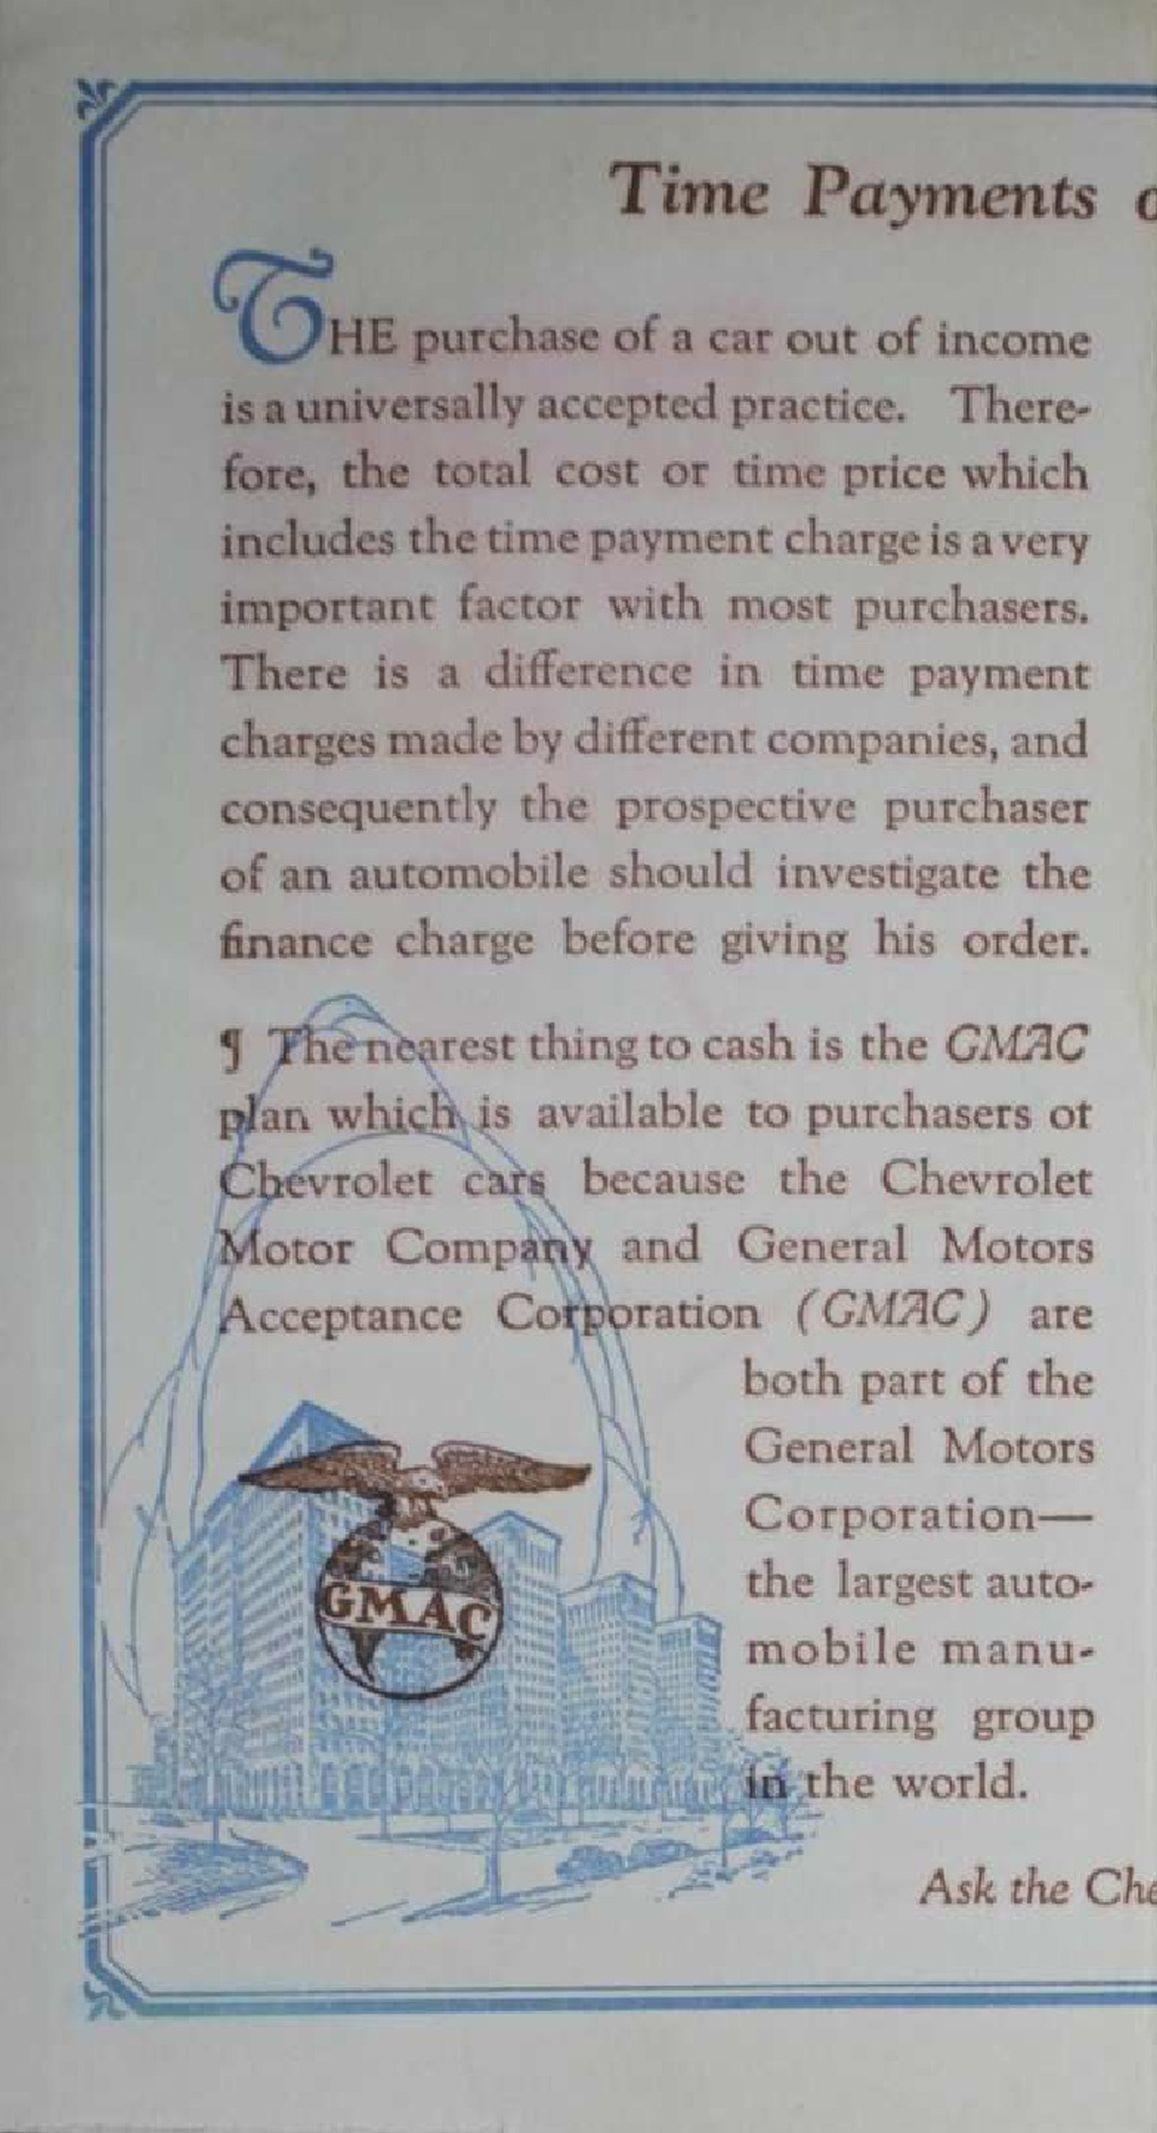 Time Payments o
THE purchase of a car out of income
is a universally accepted practice. There-
fore, the total cost or time price which
includes the time payment charge is a very
important factor with most purchasers.
There is a difference in time payment
charges made by different companies, and
consequently the prospective purchaser
of an automobile should investigate the
finance charge before giving his order.
¶ The nearest thing to cash is the GMAC
plan which is available to purchasers of
Chevrolet cars because the Chevrolet
Motor Company and General Motors
Acceptance Corporation (GMAC) are
both part of the
General Motors
Corporation—
the largest auto-
mobile manu-
facturing group
in the world.
GMAC
Ask the Che